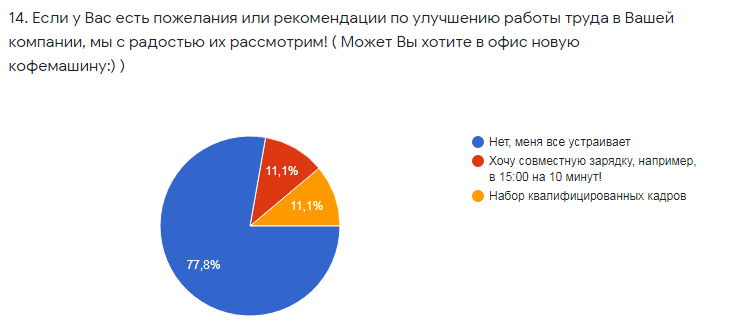 14. Если у Вас есть пожелания или рекомендации по улучшению работы труда в Вашей
компании, мы с радостью их рассмотрим! ( Может Вы хотите в офис новую
кофемашину:) )
Нет, меня все устраивает
Хочу совместную зарядку, например,
в 15:00 на 10 минут!
Набор квалифицированных кадров
11,1%
11,1%
77,8%